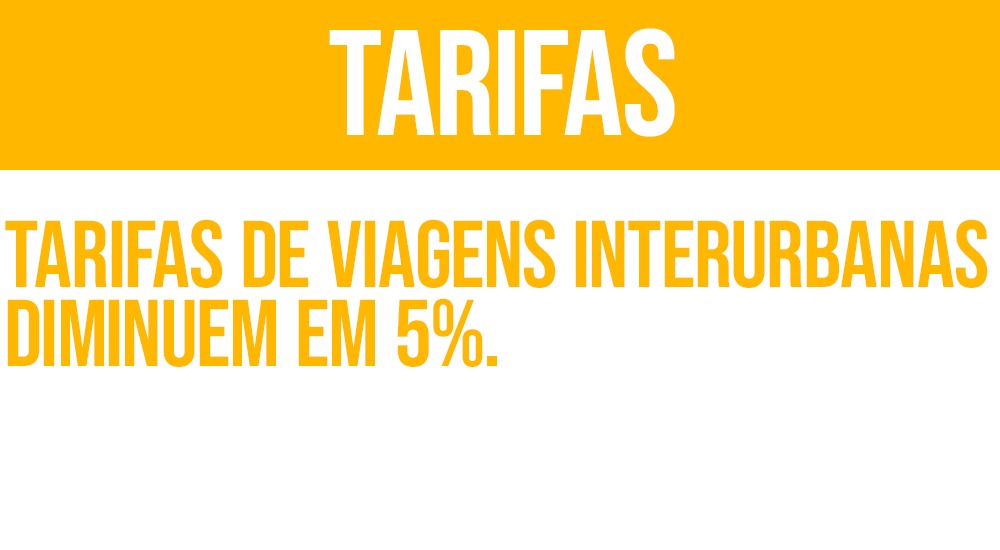 TARIFAS
TARIFAS DE VIAGENS INTERURBANAS
DIMINUEM EM 5%.